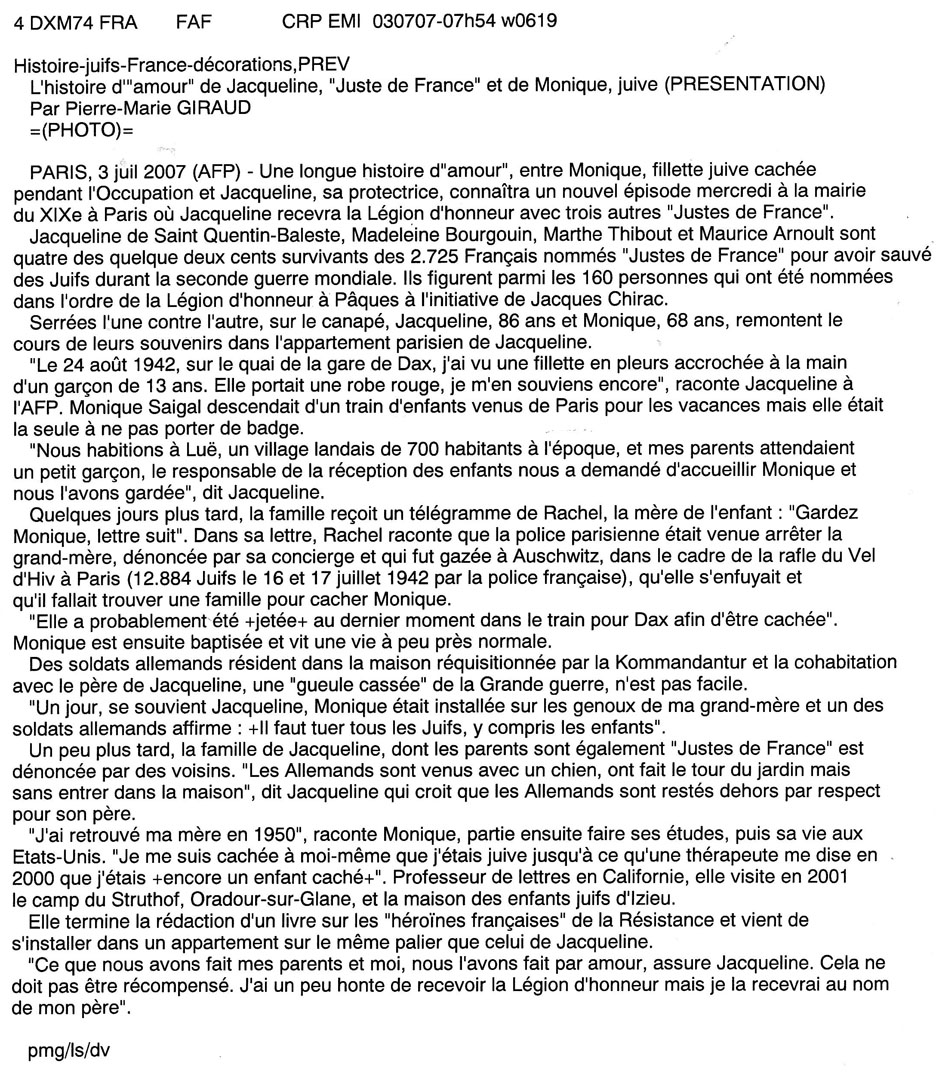 4 DXM74 FRA FAF CRP EMI 030707-07h54 w0619
Histoire-juifs-France-décorations,PREV
L'histoire d'"amour" de Jacqueline, "Juste de France" et de Monique, juive (PRESENTATION)
Par Pierre-Marie GIRAUD
=(PHOTO)=
PARIS, 3 juil 2007 (AFP) - Une longue histoire d"amour", entre Monique, fillette juive cachée
pendant l'Occupation et Jacqueline, sa protectrice, connaîtra un nouvel épisode mercredi à la mairie
du XIXe à Paris où Jacqueline recevra la Légion d'honneur avec trois autres "Justes de France".
Jacqueline de Saint Quentin-Baleste, Madeleine Bourgouin, Marthe Thibout et Maurice Arnoult sont
quatre des quelque deux cents survivants des 2.725 Français nommés "Justes de France" pour avoir sauvé
des Juifs durant la seconde guerre mondiale. Ils figurent parmi les 160 personnes qui ont été nommées
dans l'ordre de la Légion d'honneur à Pâques à l'initiative de Jacques Chirac.
Serrées l'une contre l'autre, sur le canapé, Jacqueline, 86 ans et Monique, 68 ans, remontent le
cours de leurs souvenirs dans l'appartement parisien de Jacqueline.
"Le 24 août 1942, sur le quai de la gare de Dax, j'ai vu une fillette en pleurs accrochée à la main
d'un garçon de 13 ans. Elle portait une robe rouge, je m'en souviens encore", raconte Jacqueline à
l'AFP. Monique Saigal descendait d'un train d'enfants venus de Paris pour les vacances mais elle était
la seule à ne pas porter de badge.
"Nous habitions à Luë, un village landais de 700 habitants à l'époque, et mes parents attendaient
un petit garçon, le responsable de la réception des enfants nous a demandé d'accueillir Monique et
nous l'avons gardée", dit Jacqueline.
Quelques jours plus tard, la famille reçoit un télégramme de Rachel, la mère de l'enfant : "Gardez
Monique, lettre suit". Dans sa lettre, Rachel raconte que la police parisienne était venue arrêter la
grand-mère, dénoncée par sa concierge et qui fut gazée à Auschwitz, dans le cadre de la rafle du Vel
d'Hiv à Paris (12.884 Juifs le 16 et 17 juillet 1942 par la police française), qu'elle s'enfuyait et
qu'il fallait trouver une famille pour cacher Monique.
"Elle a probablement été +jetée+ au dernier moment dans le train pour Dax afin d'être cachée".
Monique est ensuite baptisée et vit une vie à peu près normale.
Des soldats allemands résident dans la maison réquisitionnée par la Kommandantur et la cohabitation
avec le père de Jacqueline, une "gueule cassée" de la Grande guerre, n'est pas facile.
"Un jour, se souvient Jacqueline, Monique était installée sur les genoux de ma grand-mère et un des
soldats allemands affirme : +Il faut tuer tous les Juifs, y compris les enfants".
Un peu plus tard, la famille de Jacqueline, dont les parents sont également "Justes de France" est
dénoncée par des voisins. "Les Allemands sont venus avec un chien, ont fait le tour du jardin mais
sans entrer dans la maison", dit Jacqueline qui croit que les Allemands sont restés dehors par respect
pour son père.
"J'ai retrouvé ma mère en 1950", raconte Monique, partie ensuite faire ses études, puis sa vie aux
Etats-Unis. "Je me suis cachée à moi-même que j'étais juive jusqu'à ce qu'une thérapeute me dise en
2000 que j'étais +encore un enfant caché+". Professeur de lettres en Californie, elle visite en 2001
le camp du Struthof, Oradour-sur-Glane, et la maison des enfants juifs d'Izieu.
Elle termine la rédaction d'un livre sur les "héroïnes françaises" de la Résistance et vient de
s'installer dans un appartement sur le même palier que celui de Jacqueline.
"Ce que nous avons fait mes parents et moi, nous l'avons fait par amour, assure Jacqueline. Cela ne
doit pas être récompensé. J'ai un peu honte de recevoir la Légion d'honneur mais je la recevrai au nom
de mon père".
pmg/ls/dv